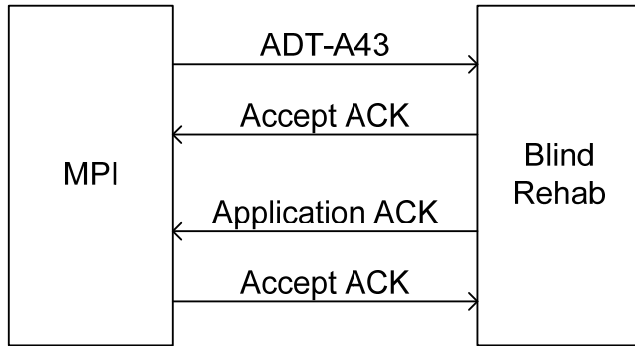 ADT-A43
Accept ACK
MPI
Blind
Rehab
Application ACK
Accept ACK